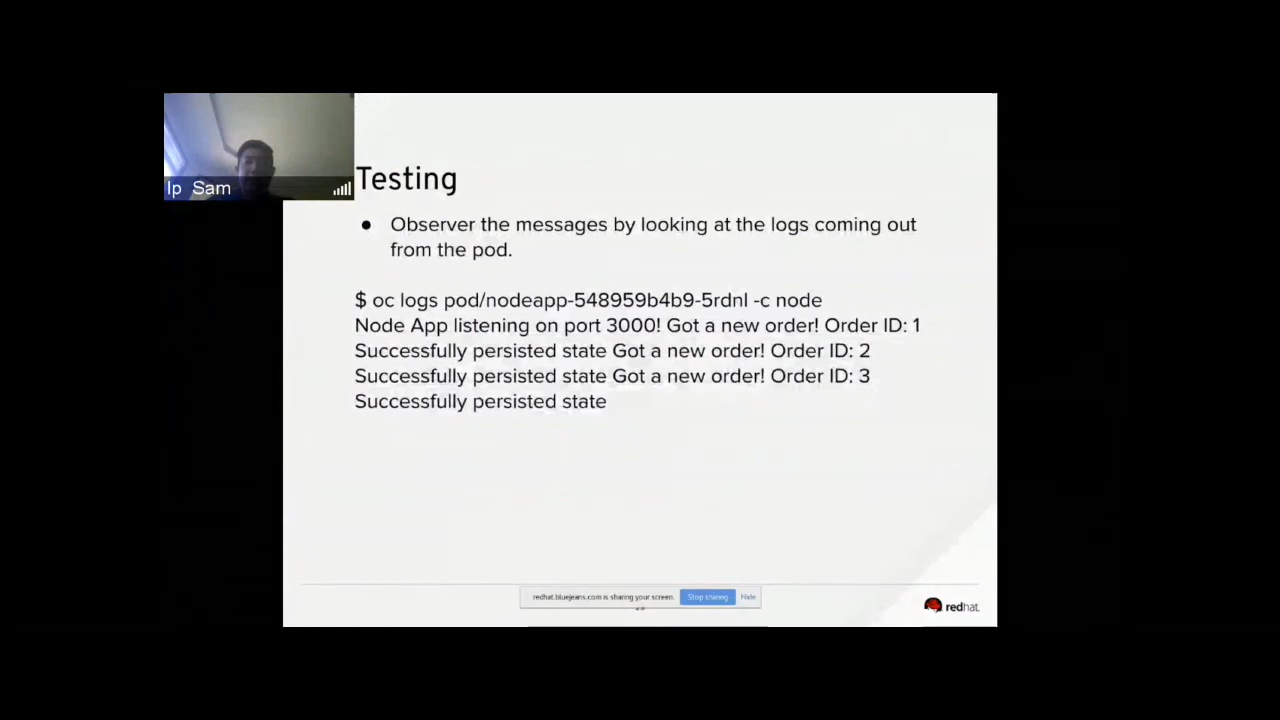 Ip Sam
Testing
● Observer the messages by looking at the logs coming out
from the pod.
$ oc logs pod/nodeapp-548959b4b9-5rdnl -c node
Node App listening on port 3000! Got a new order! Order ID: 1
Successfully persisted state Got a new order! Order ID: 2
Successfully persisted state Got a new order! Order ID: 3
Successfully persisted state
redhat.bluejeans.com is sharing your screen. Stop sharing Hide
redhat.